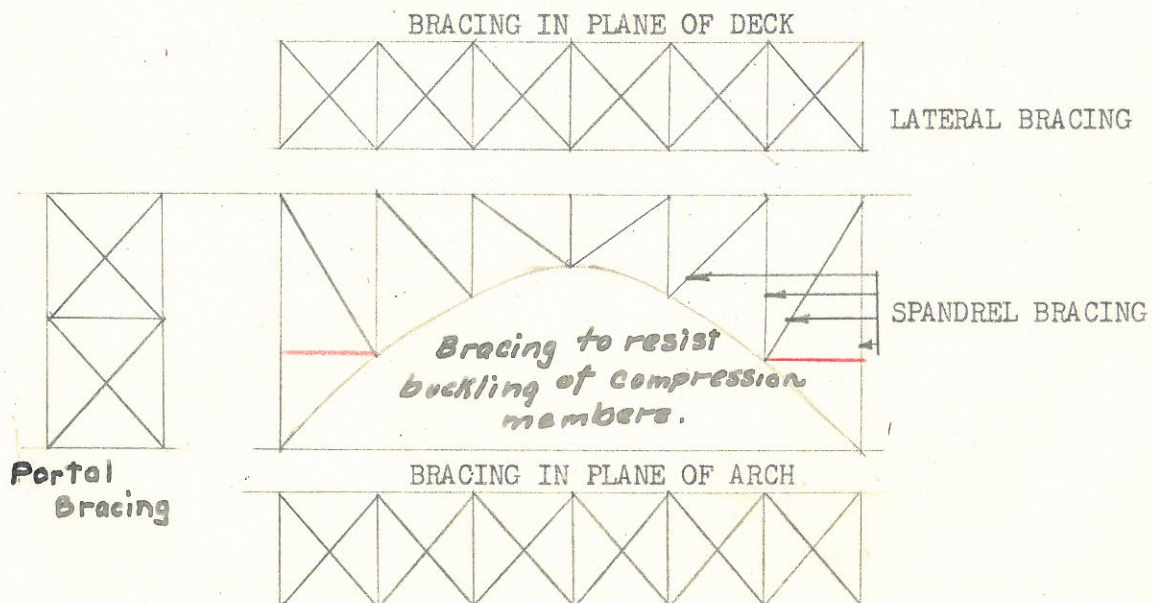 BRACING IN PLANE OF DECK
LATERAL BRACING
SPANDREL BRACING
Bracing to resist
buckling of compression
members.
Portal
Bracing
BRACING IN PLANE OF ARCH